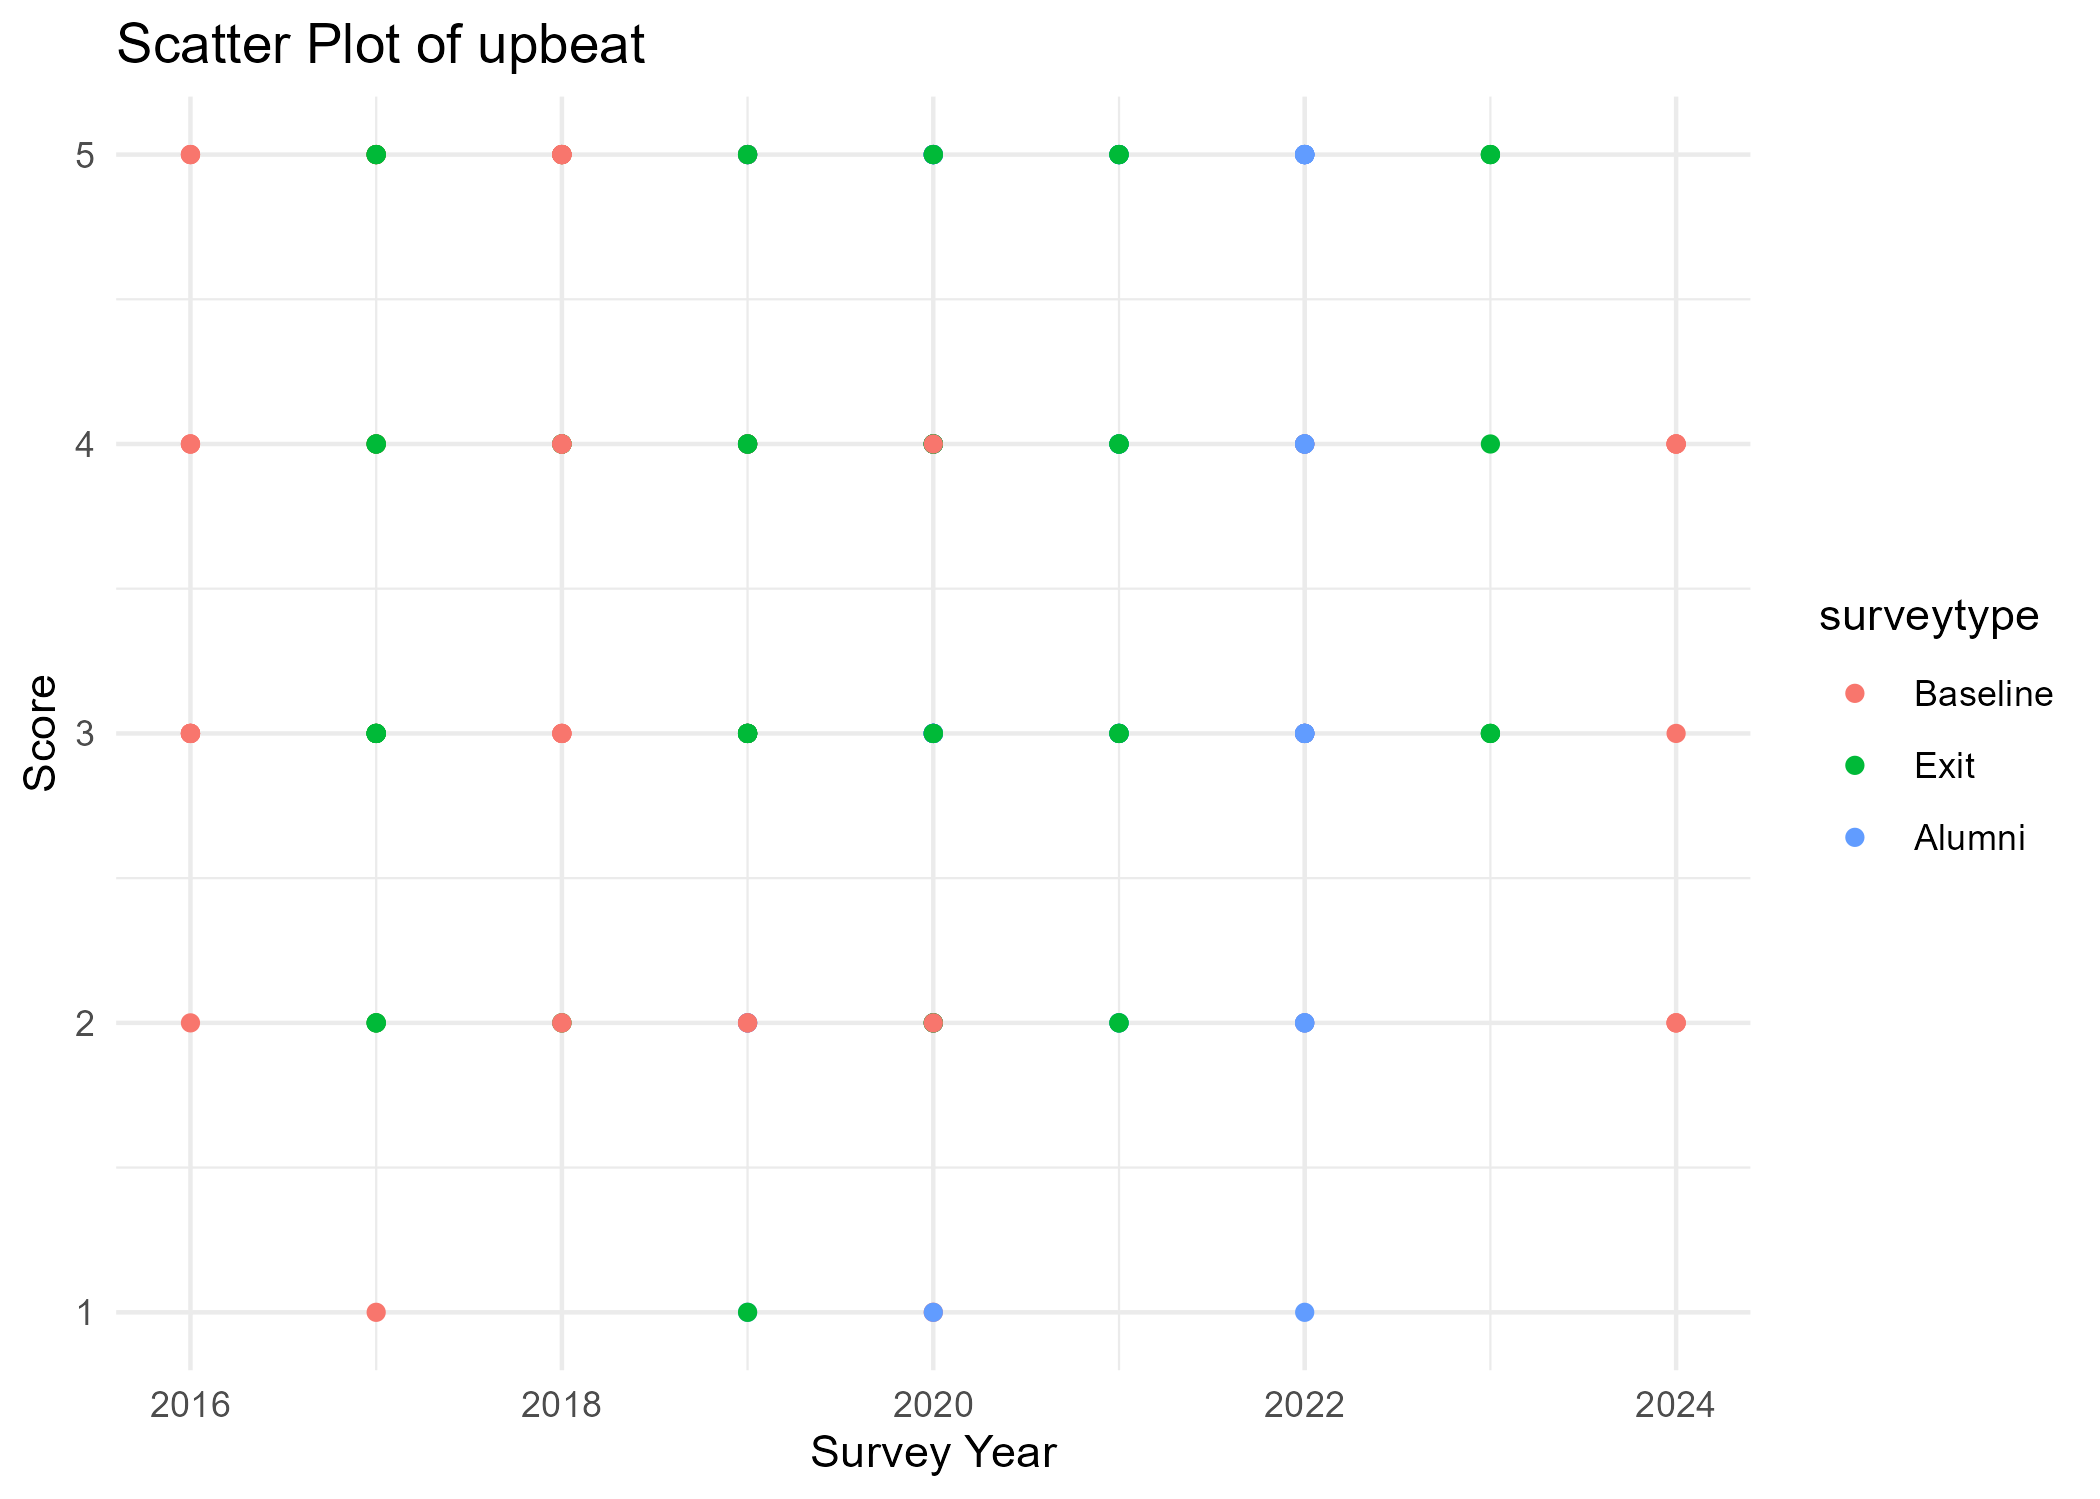 Scatter Plot of upbeat
5
4
3
2
1
Score
2016 2018 2020 2022 2024
Survey Year
surveytype
Baseline
Exit
Alumni